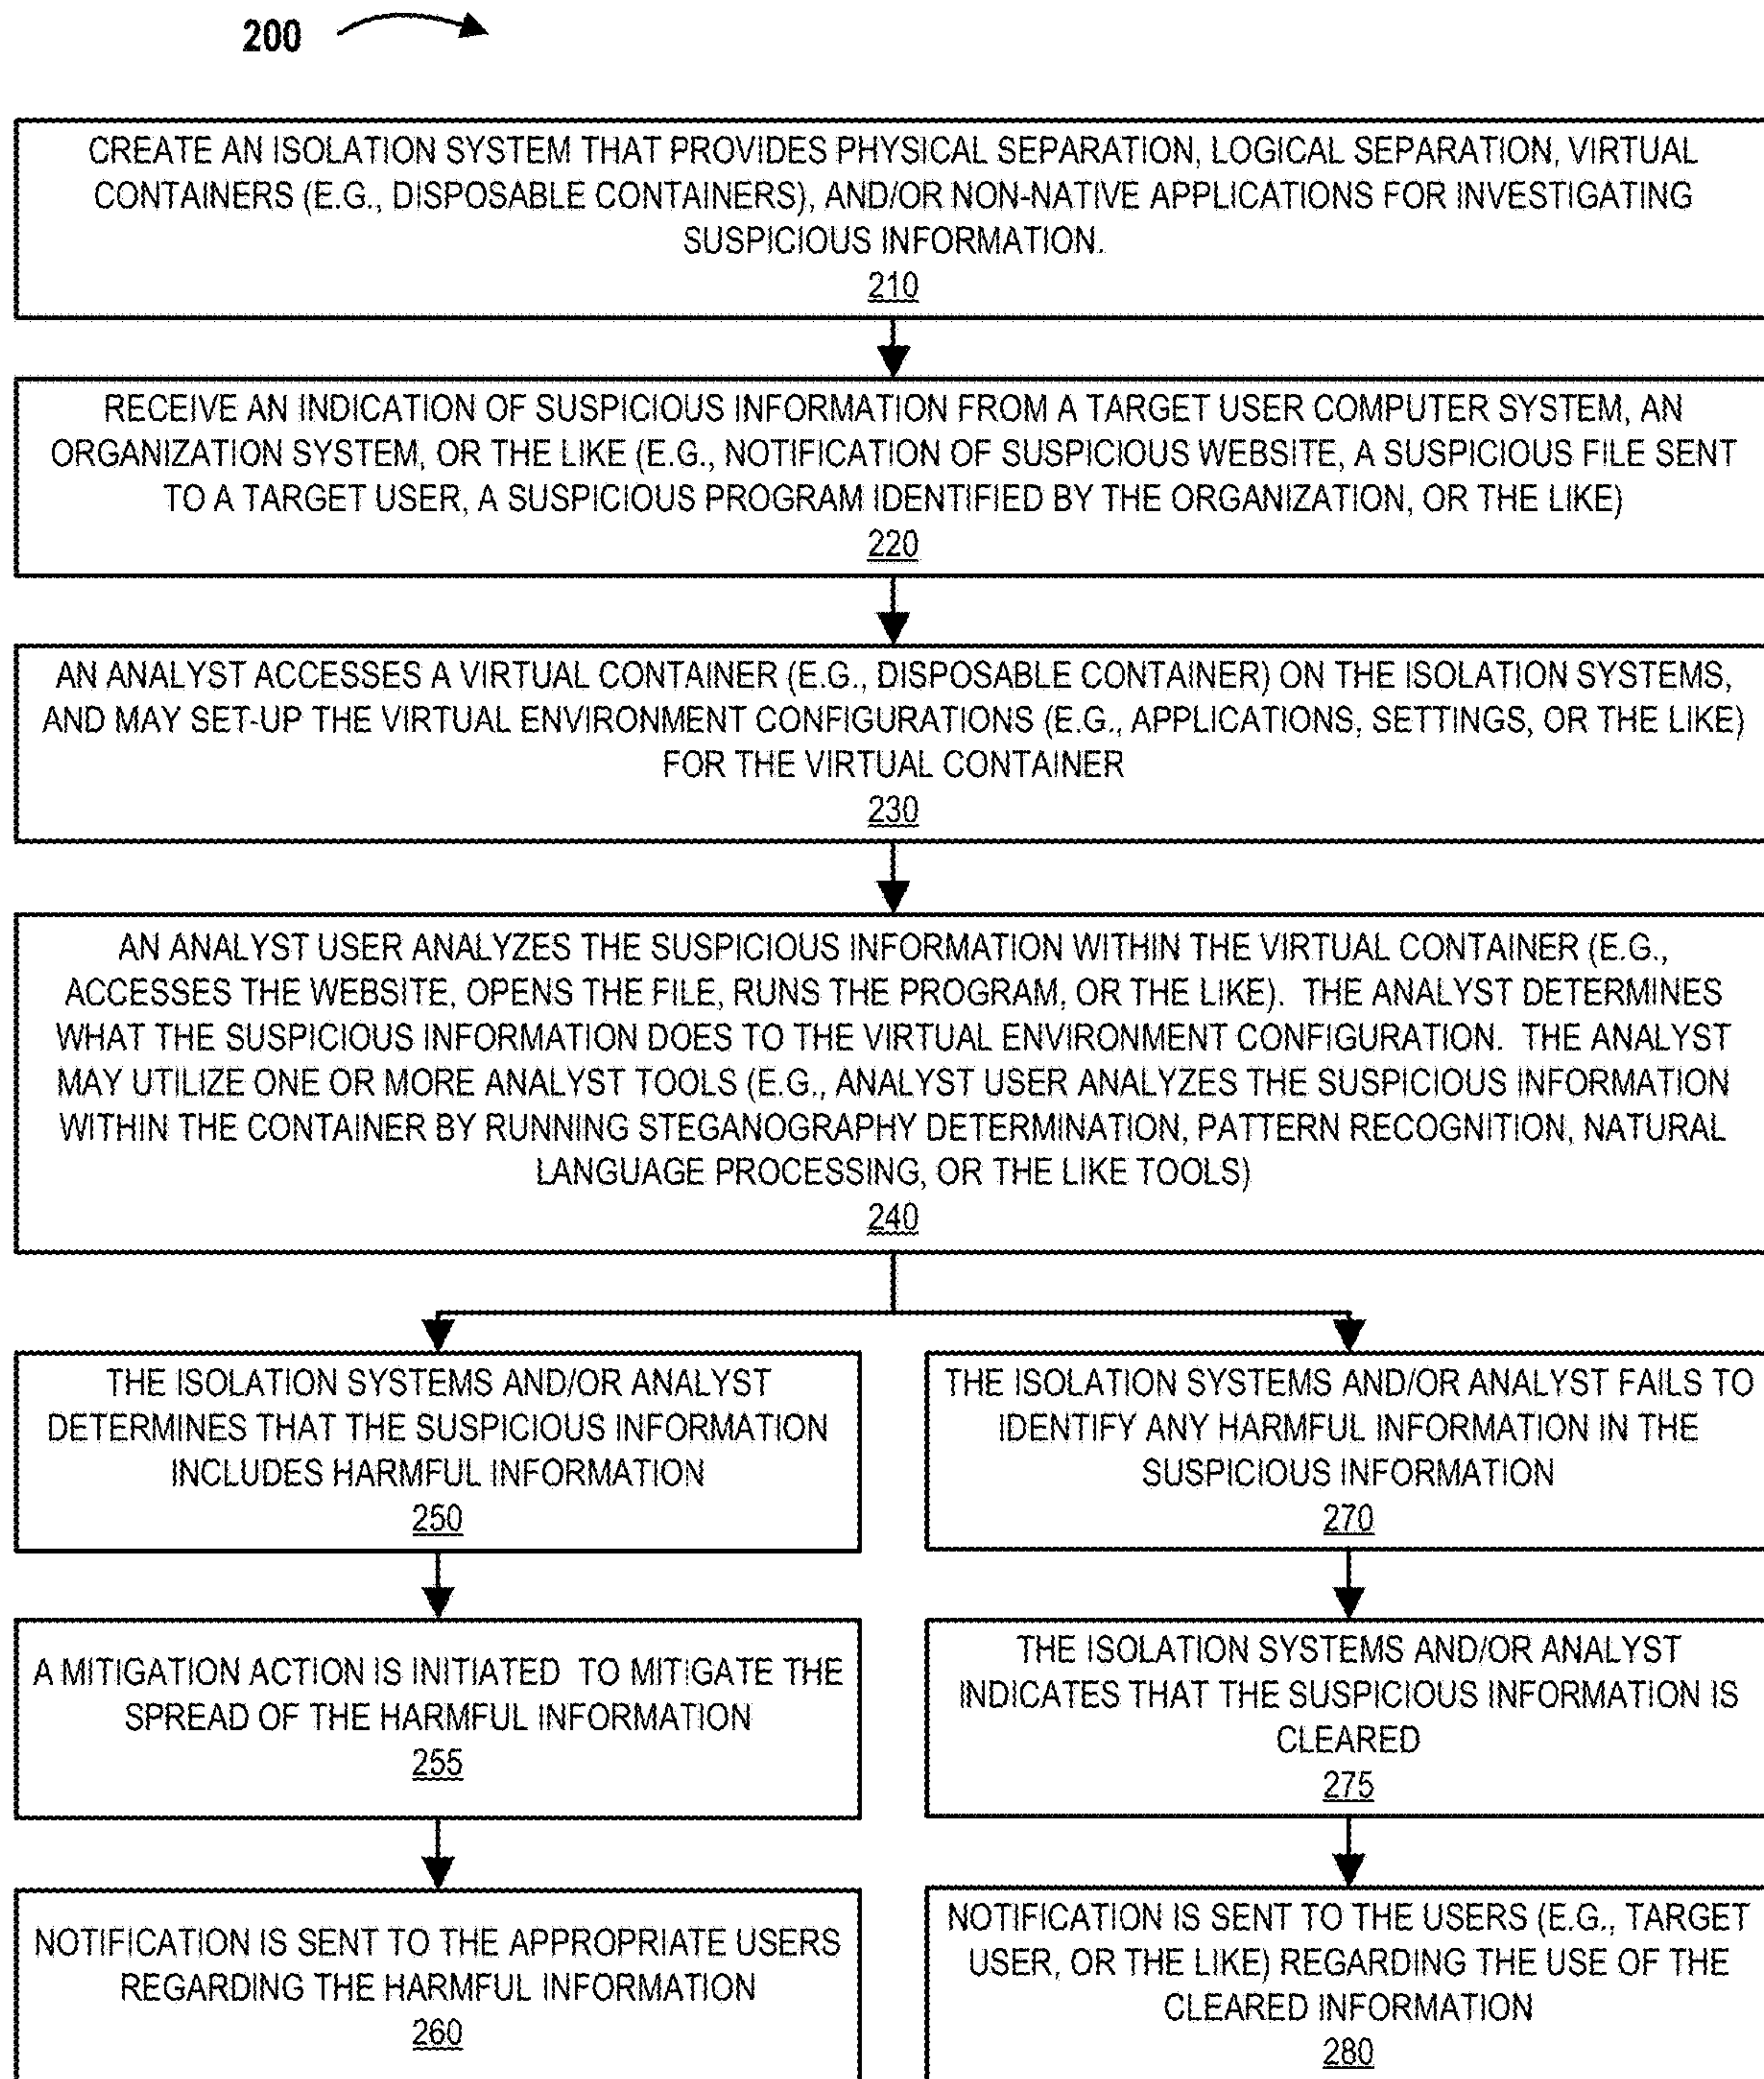 200
CREATE AN ISOLATION SYSTEM THAT PROVIDES PHYSICAL SEPARATION, LOGICAL SEPARATION, VIRTUAL
CONTAINERS (E.G., DISPOSABLE CONTAINERS), AND/OR NON-NATIVE APPLICATIONS FOR INVESTIGATING
SUSPICIOUS INFORMATION.
210
RECEIVE AN INDICATION OF SUSPICIOUS INFORMATION FROM A TARGET USER COMPUTER SYSTEM, AN
ORGANIZATION SYSTEM, OR THE LIKE (E.G., NOTIFICATION OF SUSPICIOUS WEBSITE, A SUSPICIOUS FILE SENT
TO A TARGET USER, A SUSPICIOUS PROGRAM IDENTIFIED BY THE ORGANIZATION, OR THE LIKE)
220
AN ANALYST ACCESSES A VIRTUAL CONTAINER (E.G., DISPOSABLE CONTAINER) ON THE ISOLATION SYSTEMS,
AND MAY SET-UP THE VIRTUAL ENVIRONMENT CONFIGURATIONS (E.G., APPLICATIONS, SETTINGS, OR THE LIKE)
FOR THE VIRTUAL CONTAINER
230
AN ANALYST USER ANALYZES THE SUSPICIOUS INFORMATION WITHIN THE VIRTUAL CONTAINER (E.G.,
ACCESSES THE WEBSITE, OPENS THE FILE, RUNS THE PROGRAM, OR THE LIKE). THE ANALYST DETERMINES
WHAT THE SUSPICIOUS INFORMATION DOES TO THE VIRTUAL ENVIRONMENT CONFIGURATION. THE ANALYST
MAY UTILIZE ONE OR MORE ANALYST TOOLS (E.G., ANALYST USER ANALYZES THE SUSPICIOUS INFORMATION
WITHIN THE CONTAINER BY RUNNING STEGANOGRAPHY DETERMINATION, PATTERN RECOGNITION, NATURAL
LANGUAGE PROCESSING, OR THE LIKE TOOLS)
240
THE ISOLATION SYSTEMS AND/OR ANALYST
DETERMINES THAT THE SUSPICIOUS INFORMATION
INCLUDES HARMFUL INFORMATION
250
A MITIGATION ACTION IS INITIATED TO MITIGATE THE
SPREAD OF THE HARMFUL INFORMATION
255
NOTIFICATION IS SENT TO THE APPROPRIATE USERS
REGARDING THE HARMFUL INFORMATION
260
THE ISOLATION SYSTEMS AND/OR ANALYST FAILS TO
IDENTIFY ANY HARMFUL INFORMATION IN THE
SUSPICIOUS INFORMATION
270
THE ISOLATION SYSTEMS AND/OR ANALYST
INDICATES THAT THE SUSPICIOUS INFORMATION IS
CLEARED
275
NOTIFICATION IS SENT TO THE USERS (E.G., TARGET
USER, OR THE LIKE) REGARDING THE USE OF THE
CLEARED INFORMATION
280